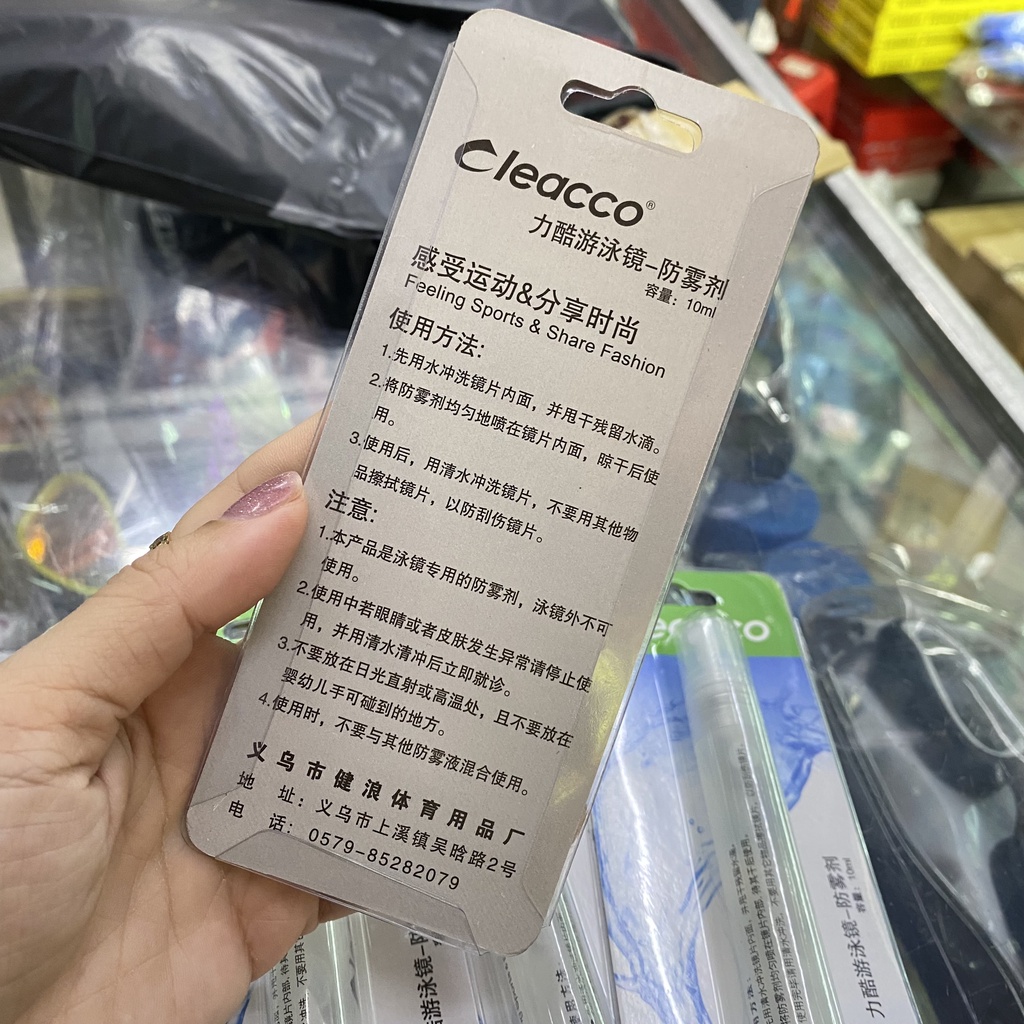 Cleacco®
力酷游泳镜-防雾剂
容量：10ml
感受运动&分享时尚
Feeling Sports & Share Fashion
使用方法:
1.先用水冲洗镜片内面，并甩干残留水滴。
2.将防雾剂均匀地喷在镜片内面，晾干后使
用。
3.使用后，用清水冲洗镜片，不要用其他物
品擦拭镜片，以防刮伤镜片。
注意:
1.本产品是泳镜专用的防雾剂，泳镜外不可
使用。
2.使用中若眼睛或者皮肤发生异常请停止使
用，并用清水清冲后立即就诊。
3.不要放在日光直射或高温处，且不要放在
婴幼儿手可碰到的地方。
4.使用时，不要与其他防雾液混合使用。
义乌市健浪体育用品厂
地 址：义乌市上溪镇吴晗路2号
电 话：0579-85282079
力酷游泳镜-防雾剂
容量：10ml